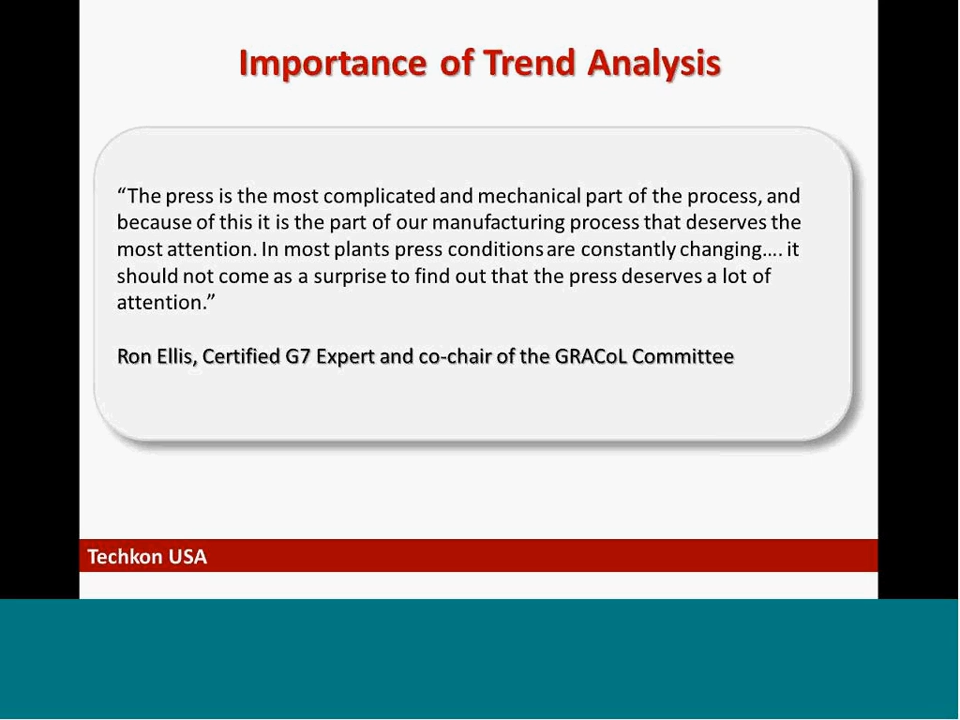 Importance of Trend Analysis
“The press is the most complicated and mechanical part of the process, and
because of this it is the part of our manufacturing process that deserves the
most attention. In most plants press conditions are constantly changing.... it
should not come as a surprise to find out that the press deserves a lot of
attention.”
Ron Ellis, Certified G7 Expert and co-chair of the GRACoL Committee
Techkon USA